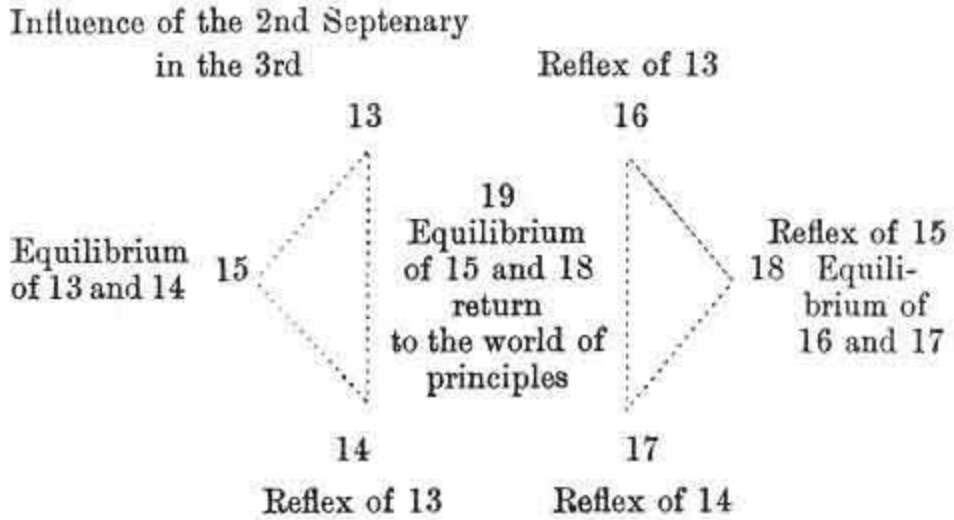 Influence of the 2nd Septenary
in the 3rd
Reflex of 13
13
16
Equilibrium
of 13 and 14
15
19
Equilibrium
of 15 and 18
return
to the world of
principles
Reflex of 15
18 Equili-
brium of
16 and 17
14
Reflex of 13
17
Reflex of 14